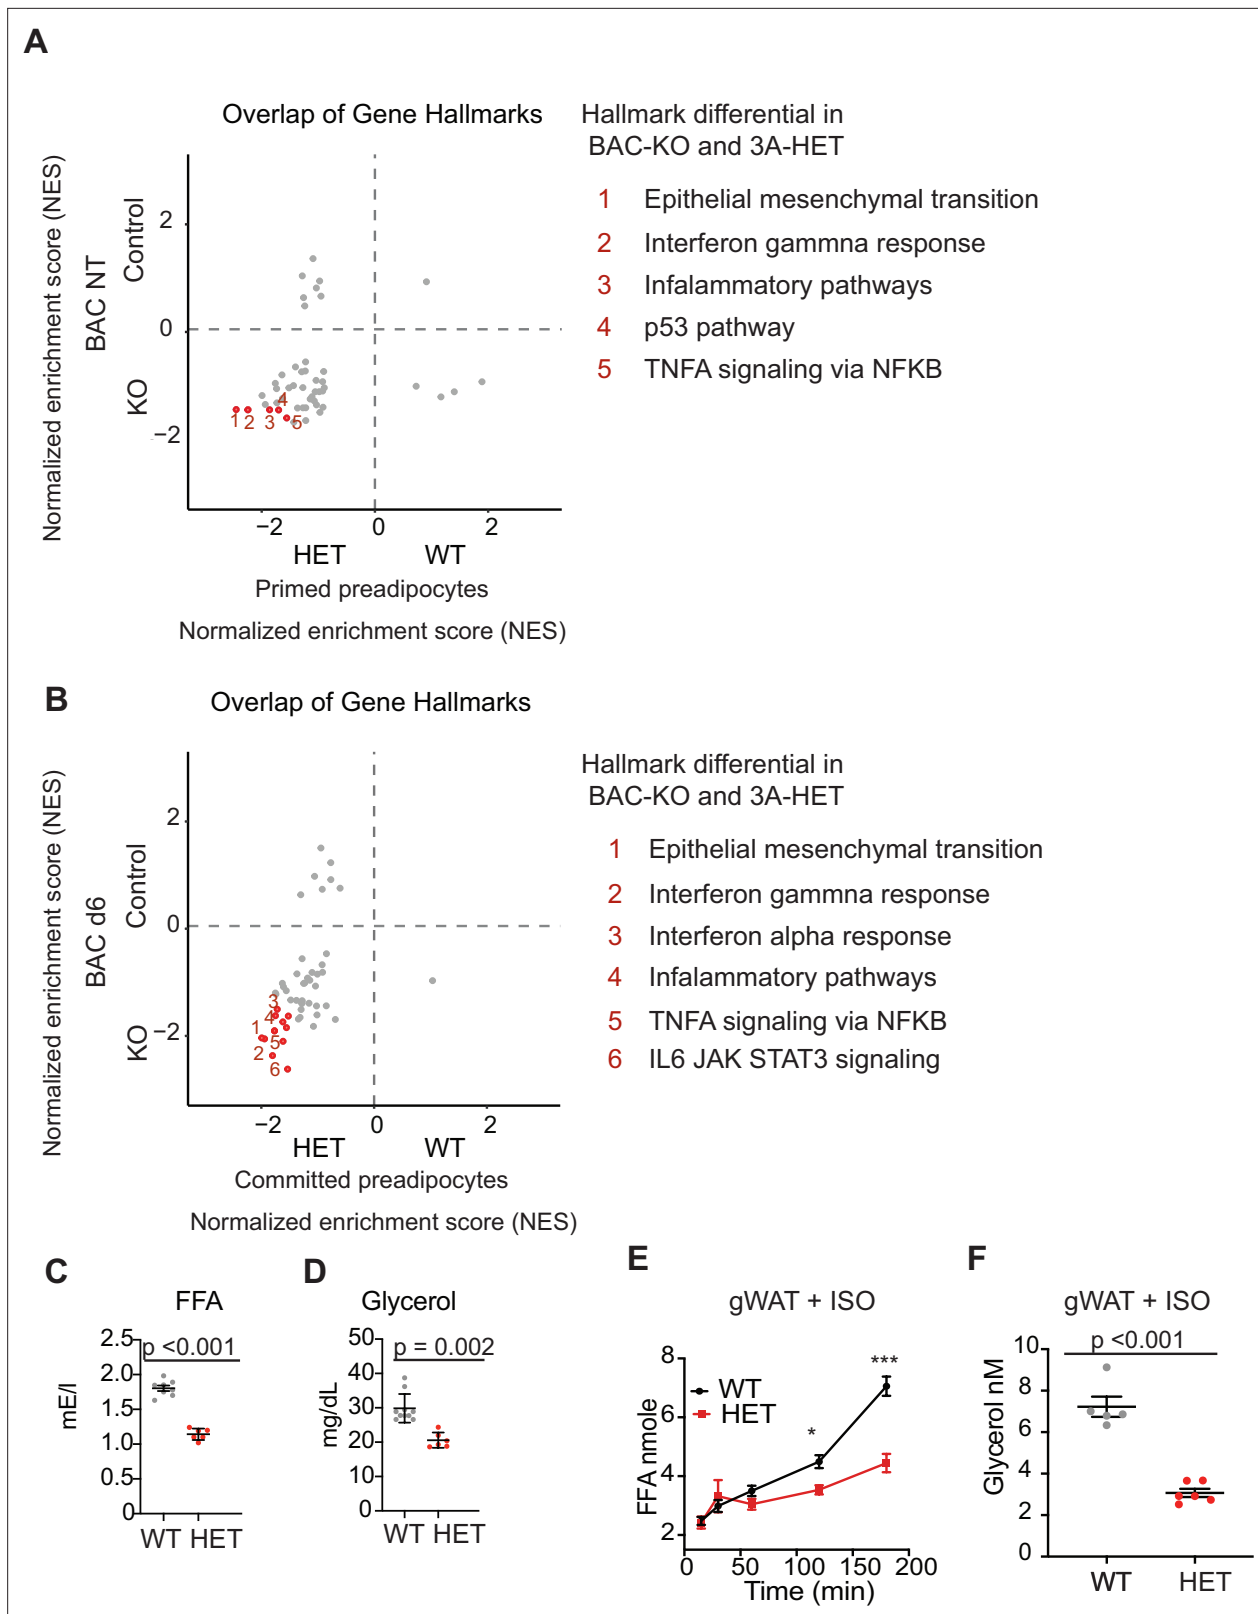 A
Overlap of Gene Hallmarks
Hallmark differential in
BAC-KO and 3A-HET
1 Epithelial mesenchymal transition
2 Interferon gammna response
3 Infalammatory pathways
4 p53 pathway
5 TNFA signaling via NFKB
Normalized enrichment score (NES)
BAC NT
KO Control
2
0
−2
1 2 3 4 5
−2 0 2
HET WT
Primed preadipocytes
Normalized enrichment score (NES)
B
Overlap of Gene Hallmarks
Hallmark differential in
BAC-KO and 3A-HET
1 Epithelial mesenchymal transition
2 Interferon gammna response
3 Interferon alpha response
4 Infalammatory pathways
5 TNFA signaling via NFKB
6 IL6 JAK STAT3 signaling
Normalized enrichment score (NES)
BAC d6
KO Control
2
0
−2
3
4
1
5
2
6
−2 0 2
HET WT
Committed preadipocytes
Normalized enrichment score (NES)
C
FFA
p <0.001
mE/l
2.5
2.0
1.5
1.0
0.5
0
WT HET
D
Glycerol
p = 0.002
mg/dL
50
40
30
20
10
0
WT HET
E
gWAT + ISO
FFA nmole
8
6
4
2
WT
HET
*
***
0 50 100 150 200
Time (min)
F
gWAT + ISO
p <0.001
Glycerol nM
10
8
6
4
2
0
WT HET